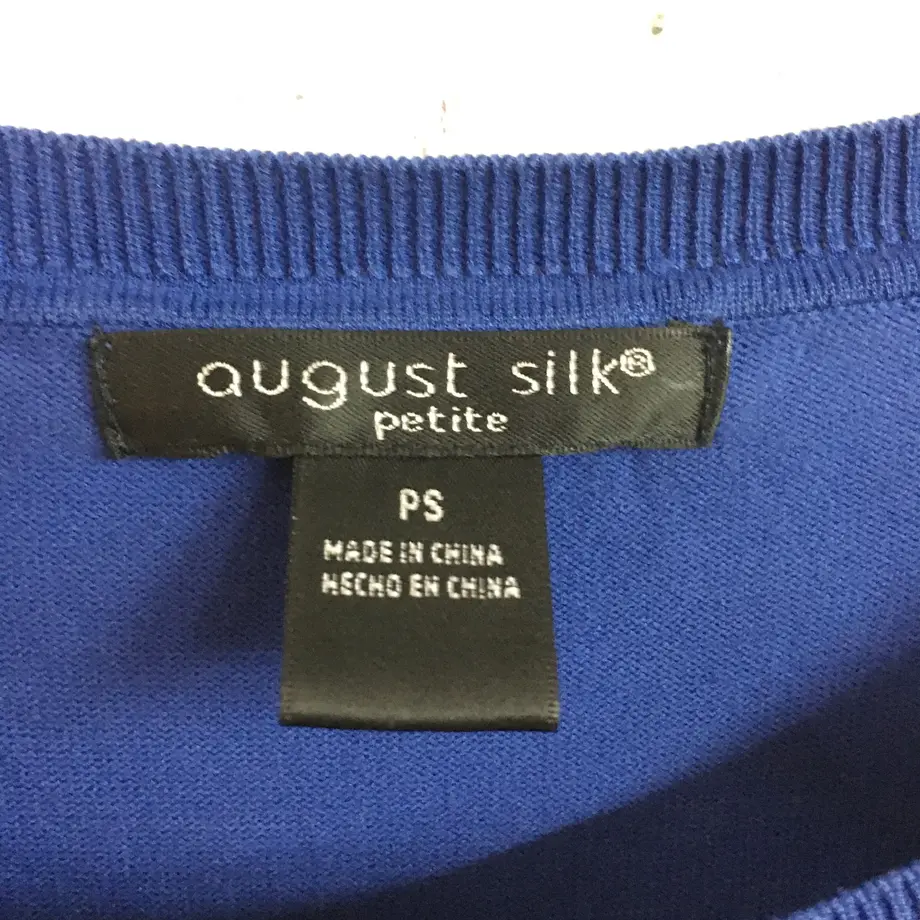 august silk®
petite
PS
MADE IN CHINA
HECHO EN CHINA